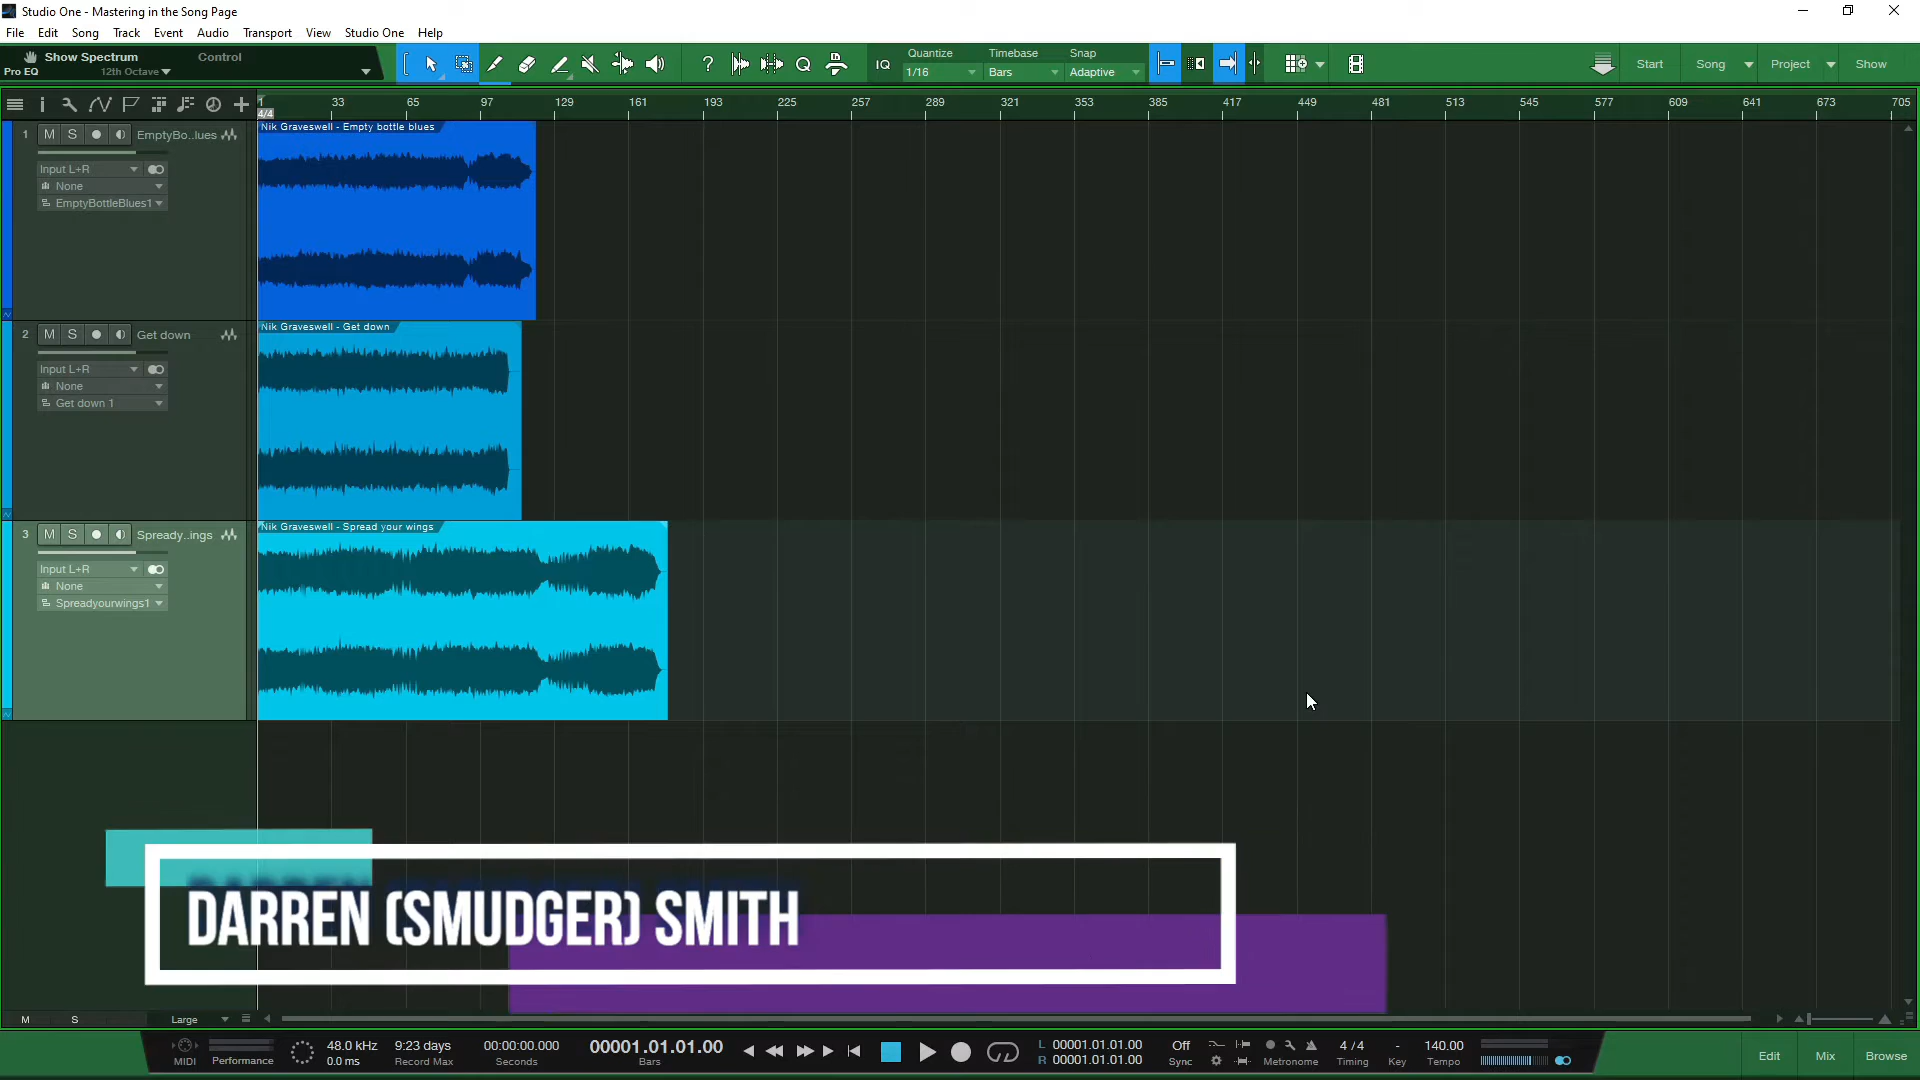 Studio One - Mastering in the Song Page
File Edit Song Track Event Audio Transport View Studio One Help
Show Spectrum Control
Pro EQ 12th Octave
IQ Quantize 1/16 Timebase Bars Snap Adaptive
Start Song Project Show
1 33 65 97 129 161 193 225 257 289 321 353 385 417 449 481 513 545 577 609 641 673 705
4/4
1 M S EmptyBo..lues
Input L+R
None
EmptyBottleBlues1
Nik Graveswell - Empty bottle blues
2 M S Get down
Input L+R
None
Get down 1
Nik Graveswell - Get down
3 M S Spready..ings
Input L+R
None
Spreadyourwings1
Nik Graveswell - Spread your wings
DARREN (SMUDGER) SMITH
M S Large
MIDI Performance
48.0 kHz
0.0 ms
9:23 days
Record Max
00:00:00.000
Seconds
00001.01.01.00
Bars
L 00001.01.01.00
R 00001.01.01.00
Off
Sync
Metronome
4 / 4
Timing
-
Key
140.00
Tempo
Edit Mix Browse